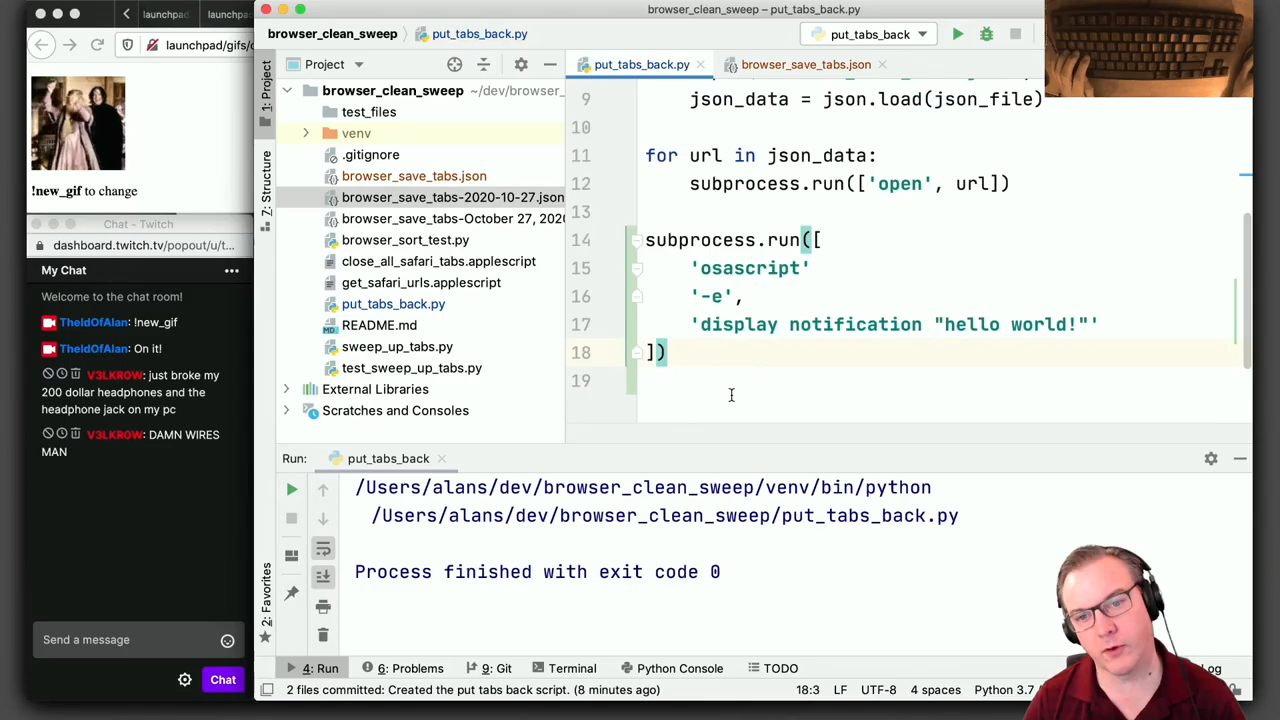 launchpad
launchpad
launchpad/gifs/
!new_gif to change
Chat - Twitch
dashboard.twitch.tv/popout/u/t...
My Chat
Welcome to the chat room!
TheIdOfAlan: !new_gif
TheIdOfAlan: On it!
V3LKR0W: just broke my
200 dollar headphones and the
headphone jack on my pc
V3LKR0W: DAMN WIRES
MAN
Send a message
Chat
browser_clean_sweep – put_tabs_back.py
browser_clean_sweep
put_tabs_back.py
put_tabs_back
1: Project
7: Structure
2: Favorites
Project
browser_clean_sweep ~/dev/browser_
test_files
venv
.gitignore
browser_save_tabs.json
browser_save_tabs-2020-10-27.json
browser_save_tabs-October 27, 2020
browser_sort_test.py
close_all_safari_tabs.applescript
get_safari_urls.applescript
put_tabs_back.py
README.md
sweep_up_tabs.py
test_sweep_up_tabs.py
External Libraries
Scratches and Consoles
put_tabs_back.py
browser_save_tabs.json
9 json_data = json.load(json_file)
10
11 for url in json_data:
12 subprocess.run(['open', url])
13
14 subprocess.run([
15 'osascript'
16 '-e',
17 'display notification "hello world!"'
18 ])
19
Run: put_tabs_back
/Users/alans/dev/browser_clean_sweep/venv/bin/python
/Users/alans/dev/browser_clean_sweep/put_tabs_back.py
Process finished with exit code 0
4: Run 6: Problems 9: Git Terminal Python Console TODO
2 files committed: Created the put tabs back script. (8 minutes ago)
18:3 LF UTF-8 4 spaces Python 3.7